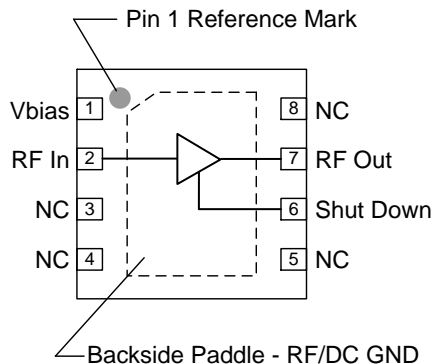 Pin 1 Reference Mark
Vbias 1
8 NC
RF In 2
7 RF Out
NC 3
6 Shut Down
NC 4
5 NC
Backside Paddle - RF/DC GND